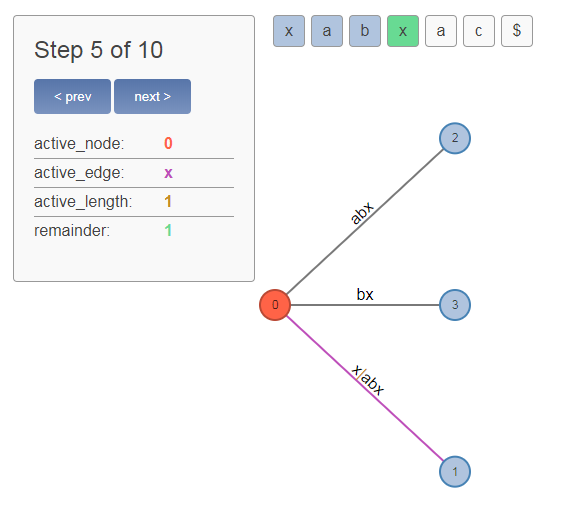 Step 5 of 10
< prev next >
active_node: 0
active_edge: x
active_length: 1
remainder: 1
x a b x a c $
2
abx
0
bx
3
x|abx
1